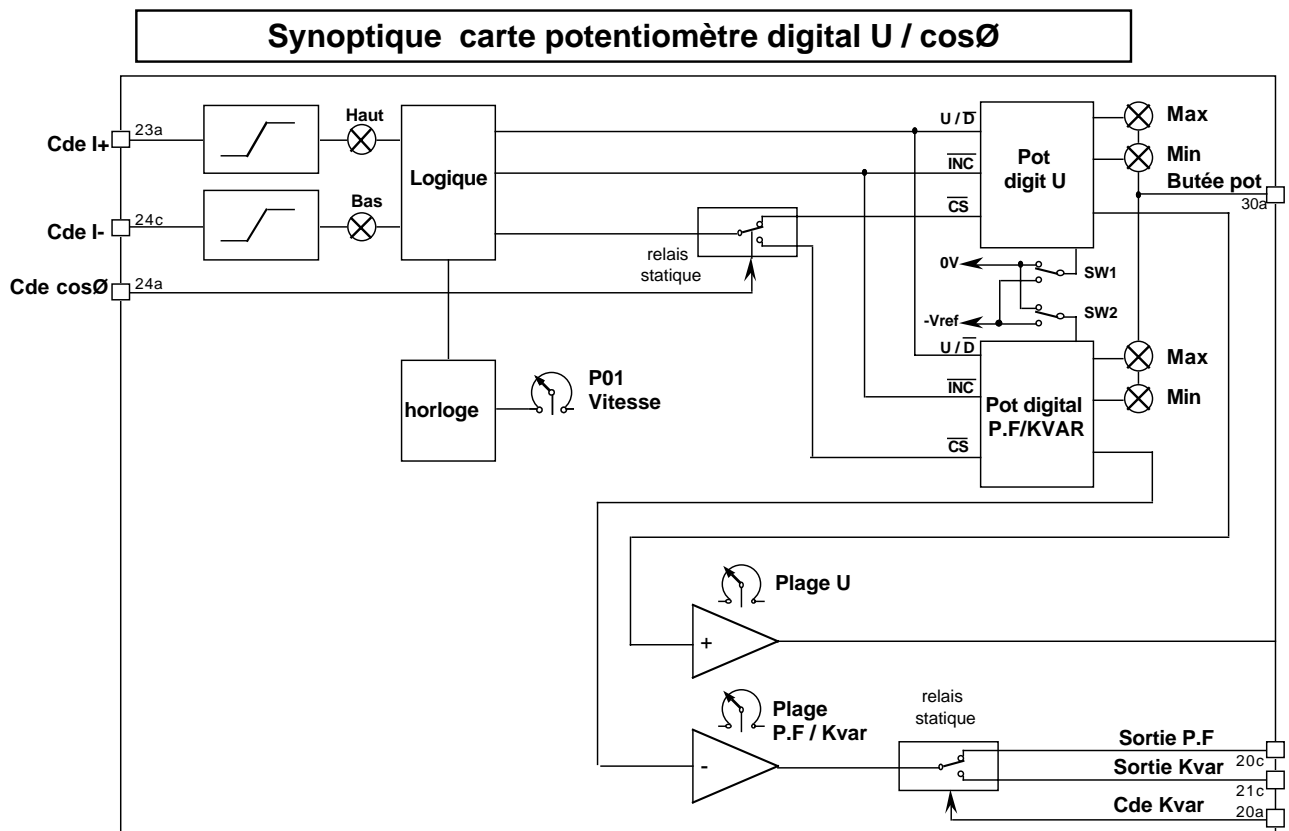 Synoptique carte potentiomètre digital U / cosØ
Cde I+
23a
Haut
Logique
U / D
INC
CS
Pot
digit U
Max
Min
Butée pot
30a
Cde I-
24c
Bas
relais
statique
Cde cosØ
24a
0V
SW1
-Vref
SW2
horloge
P01
Vitesse
U / D
INC
CS
Pot digital
P.F/KVAR
Max
Min
Plage U
+
Plage
P.F / Kvar
-
relais
statique
Sortie P.F
20c
Sortie Kvar
21c
Cde Kvar
20a